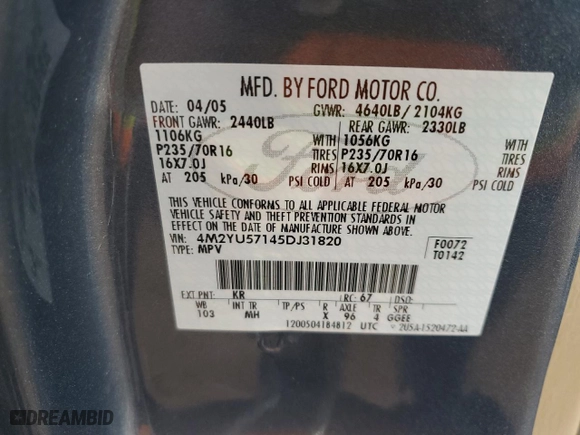 MFD. BY FORD MOTOR CO.
DATE: 04/05 GVWR: 4640LB / 2104KG
FRONT GAWR: 2440LB REAR GAWR: 2330LB
1106KG WITH 1056KG WITH
P235/70R16 TIRES P235/70R16 TIRES
16X7.0J RIMS 16X7.0J RIMS
AT 205 kPa/30 PSI COLD AT 205 kPa/30 PSI COLD
THIS VEHICLE CONFORMS TO ALL APPLICABLE FEDERAL MOTOR
VEHICLE SAFETY AND THEFT PREVENTION STANDARDS IN
EFFECT ON THE DATE OF MANUFACTURE SHOWN ABOVE.
VIN: 4M2YU57145DJ31820 F0072
TYPE: MPV T0142
EXT PNT: KR RC: 67 DSO:
WB INT TR TP/PS R AXLE TR SPR
103 MH X 96 4 GGEE
1200504184812 UTC
Ford
DREAMBID